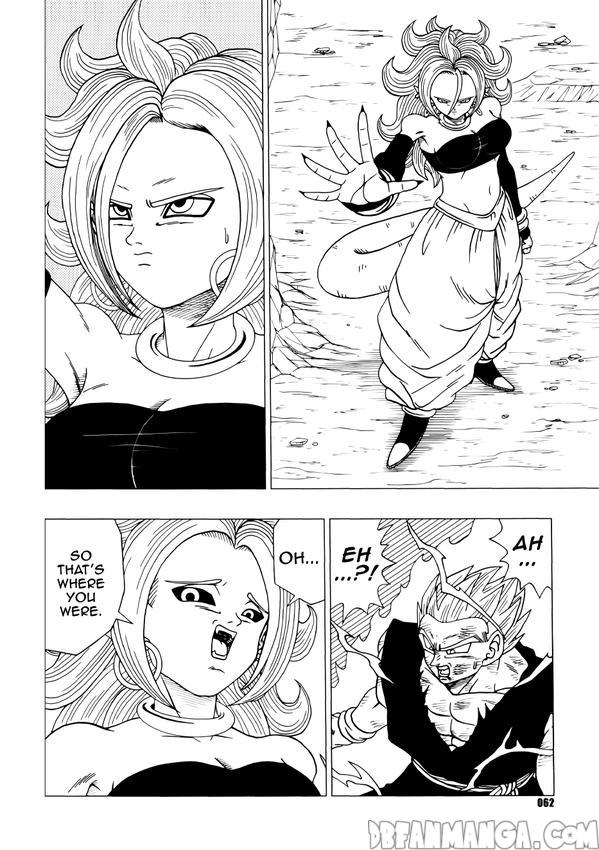 AH
...
EH
...?!
OH...
SO
THAT'S
WHERE
YOU
WERE.
062
DBFANMANGA.COM